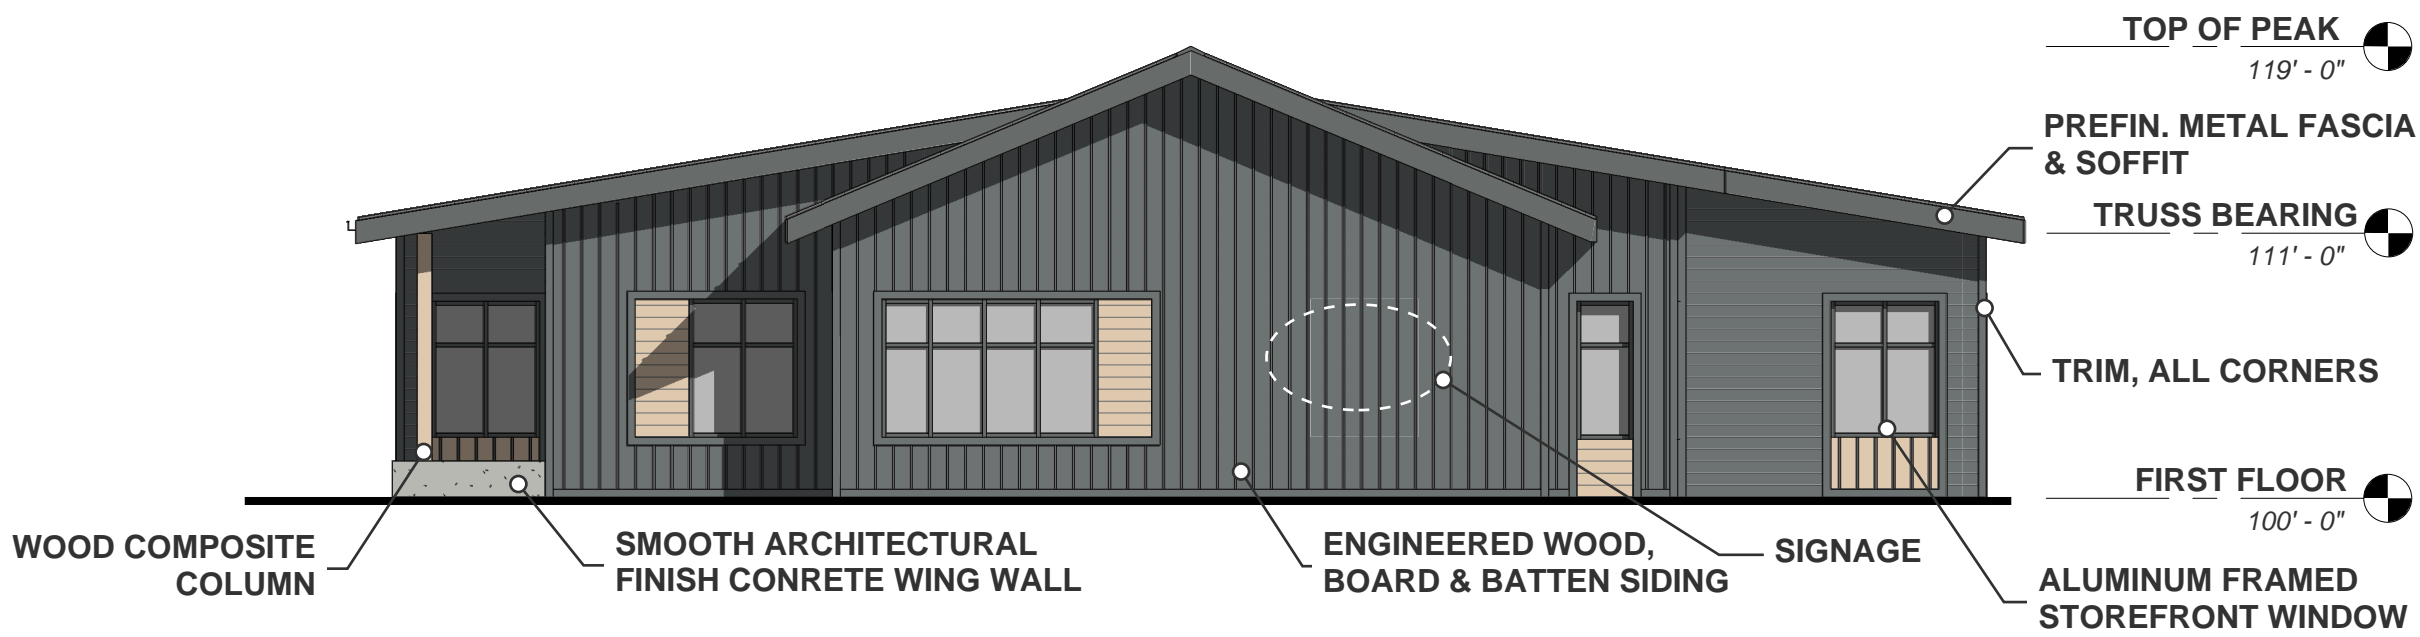 TOP OF PEAK
119' - 0"
PREFIN. METAL FASCIA
& SOFFIT
TRUSS BEARING
111' - 0"
TRIM, ALL CORNERS
FIRST FLOOR
100' - 0"
WOOD COMPOSITE
COLUMN
SMOOTH ARCHITECTURAL
FINISH CONRETE WING WALL
ENGINEERED WOOD,
BOARD & BATTEN SIDING
SIGNAGE
ALUMINUM FRAMED
STOREFRONT WINDOW